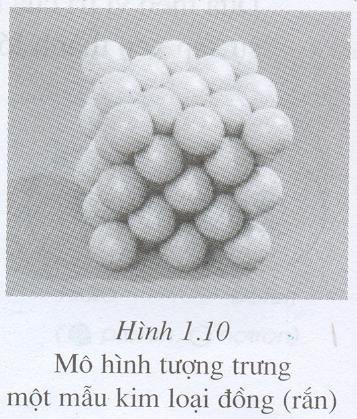 Hình 1.10
Mô hình tượng trưng
một mẫu kim loại đồng (rắn)